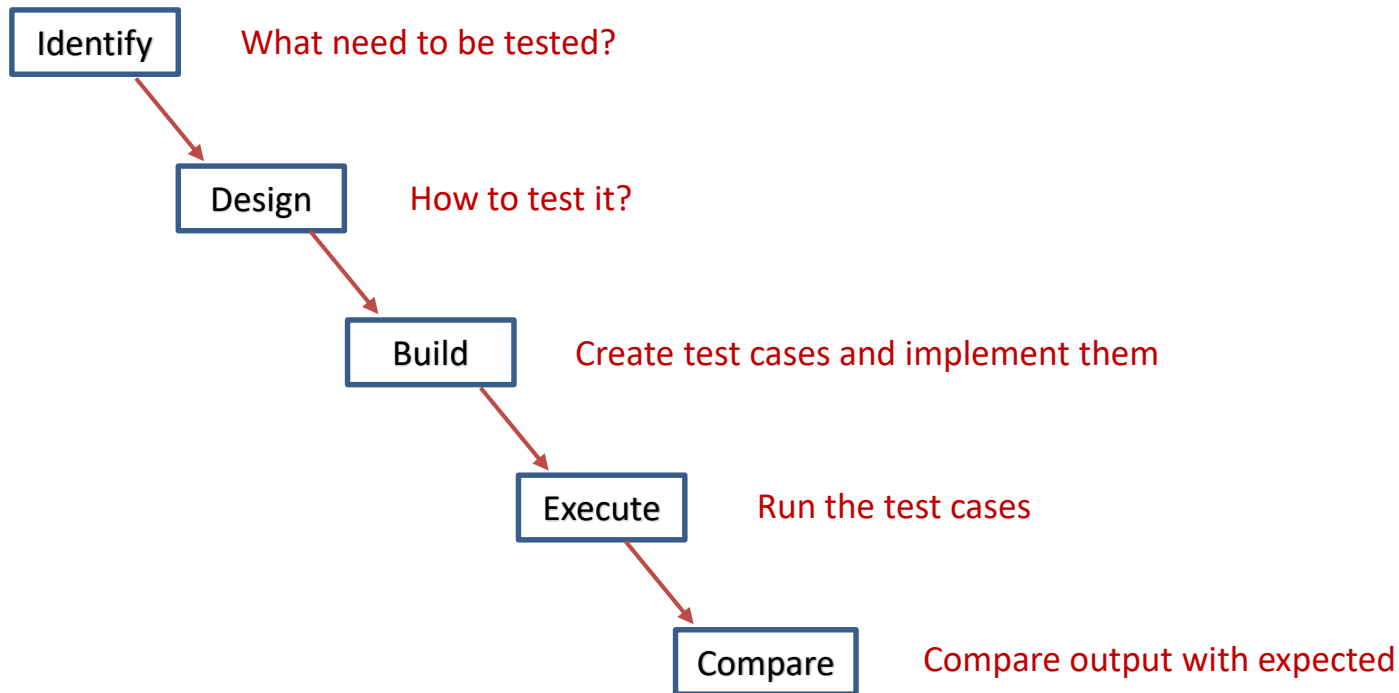 Identify
What need to be tested?
Design
How to test it?
Build
Create test cases and implement them
Execute
Run the test cases
Compare
Compare output with expected